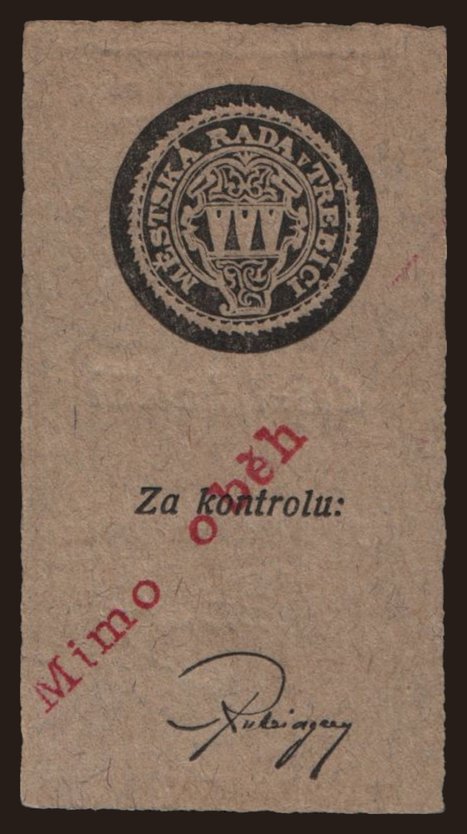 MĚSTSKÁ RADA v TŘEBÍČI
Za kontrolu:
Mimo oběh